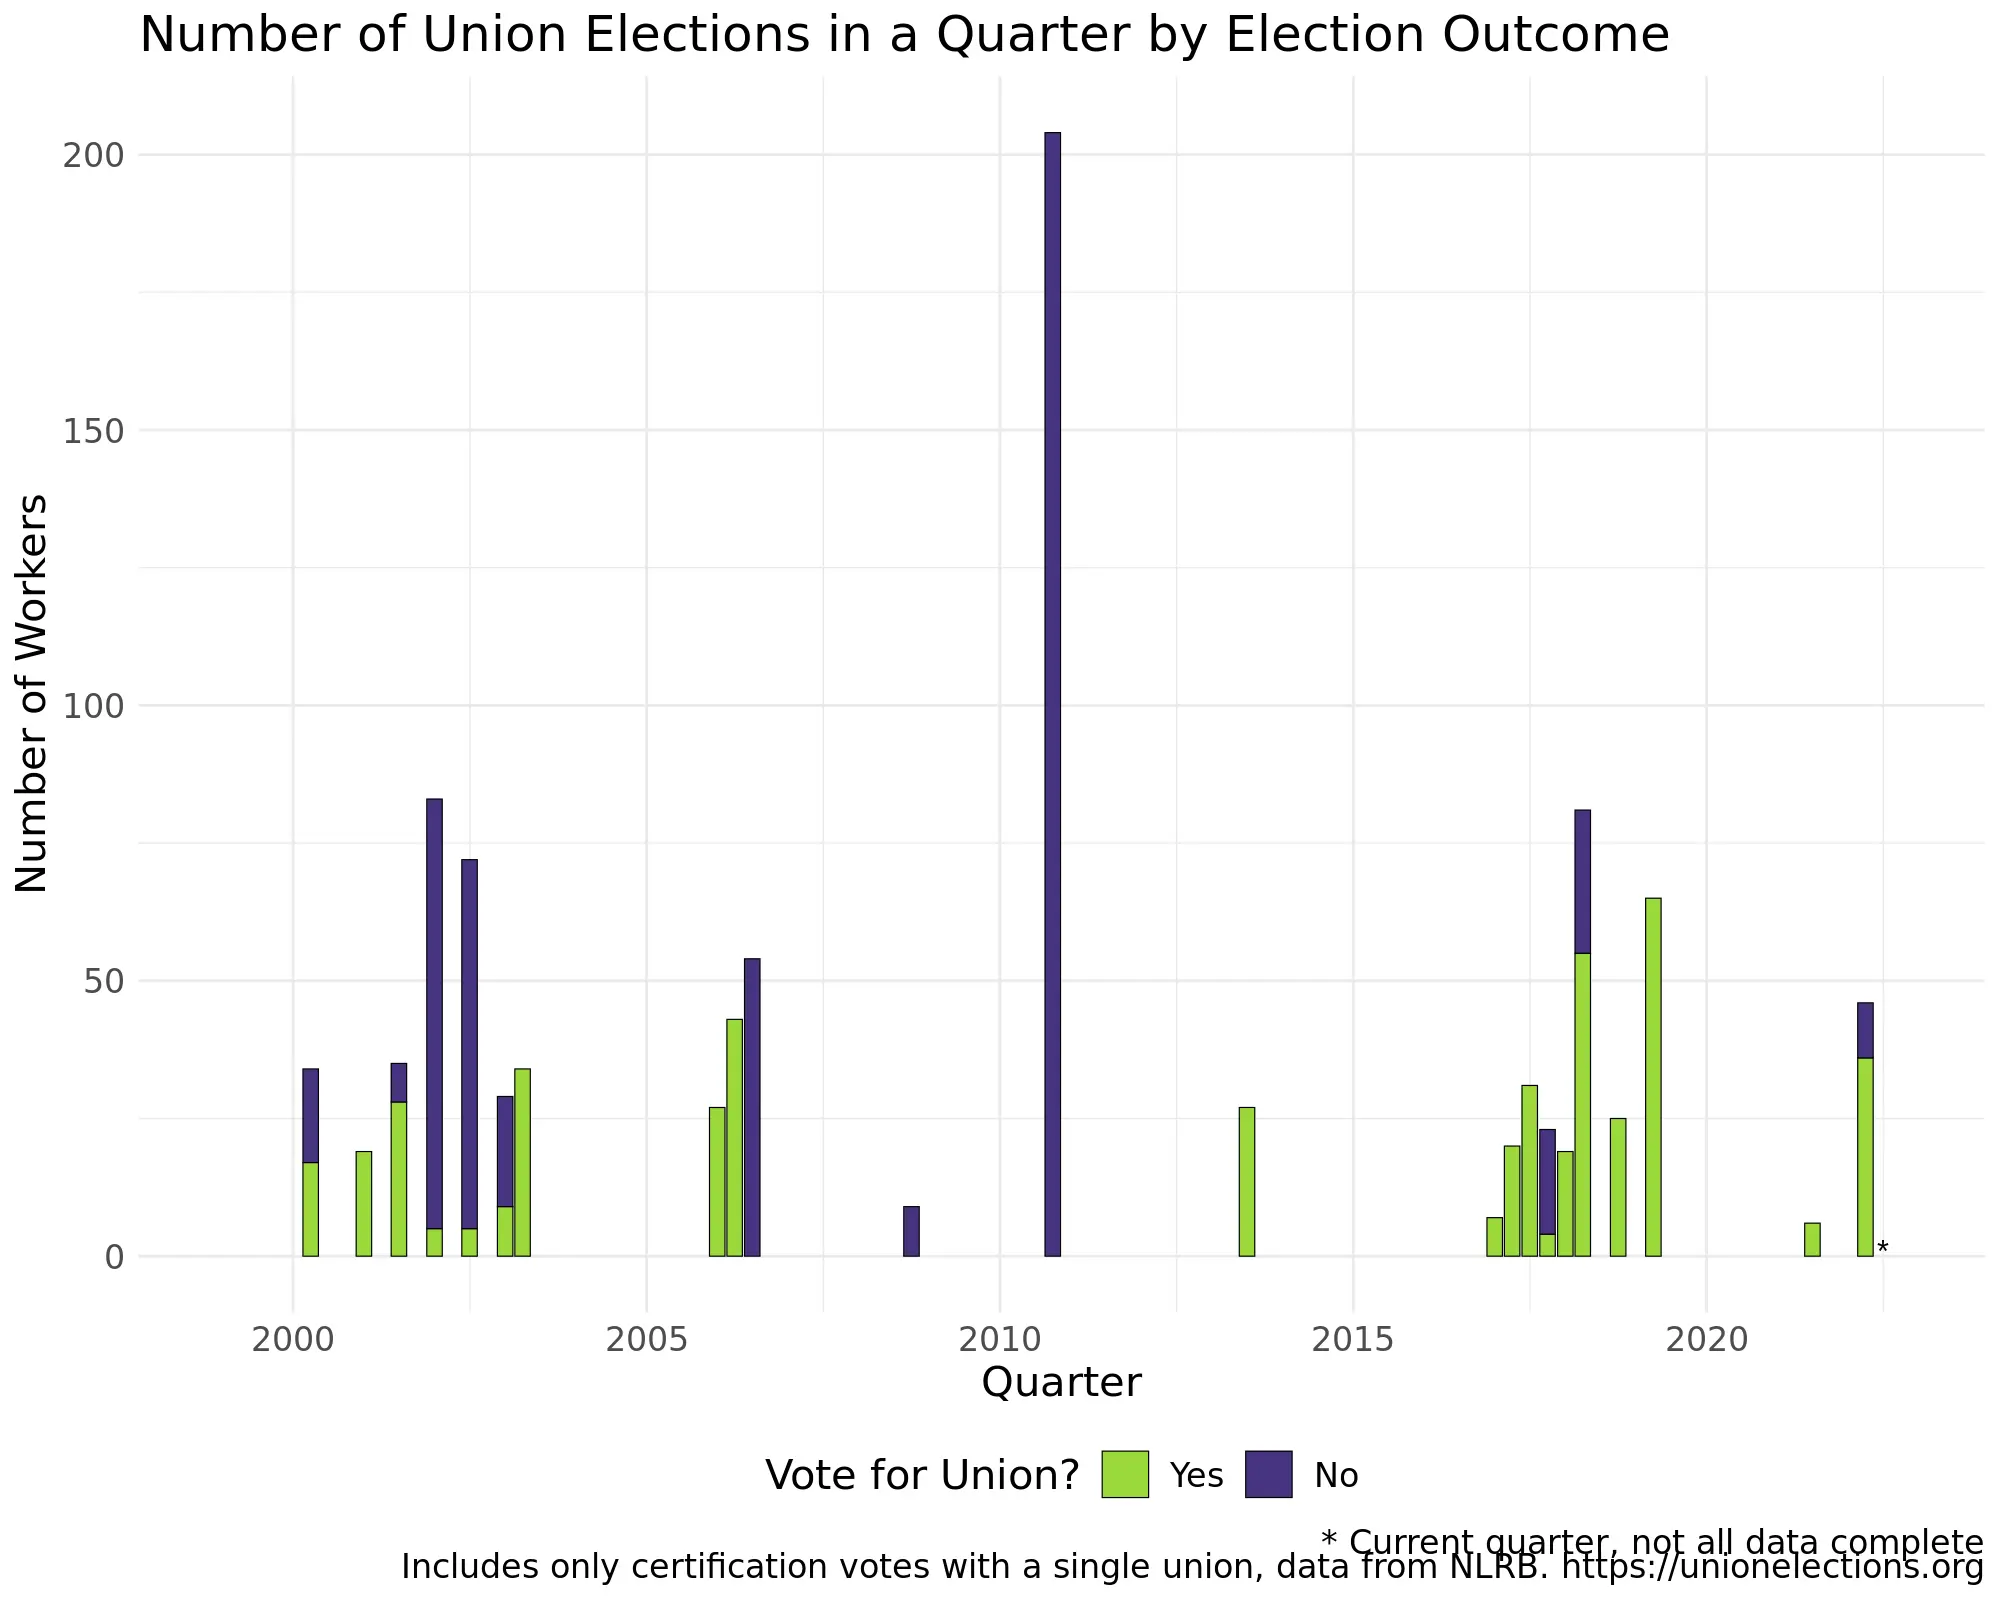 Number of Union Elections in a Quarter by Election Outcome
Number of Workers
200
150
100
50
0
*
2000 2005 2010 2015 2020
Quarter
Vote for Union? Yes No
* Current quarter, not all data complete
Includes only certification votes with a single union, data from NLRB. https://unionelections.org